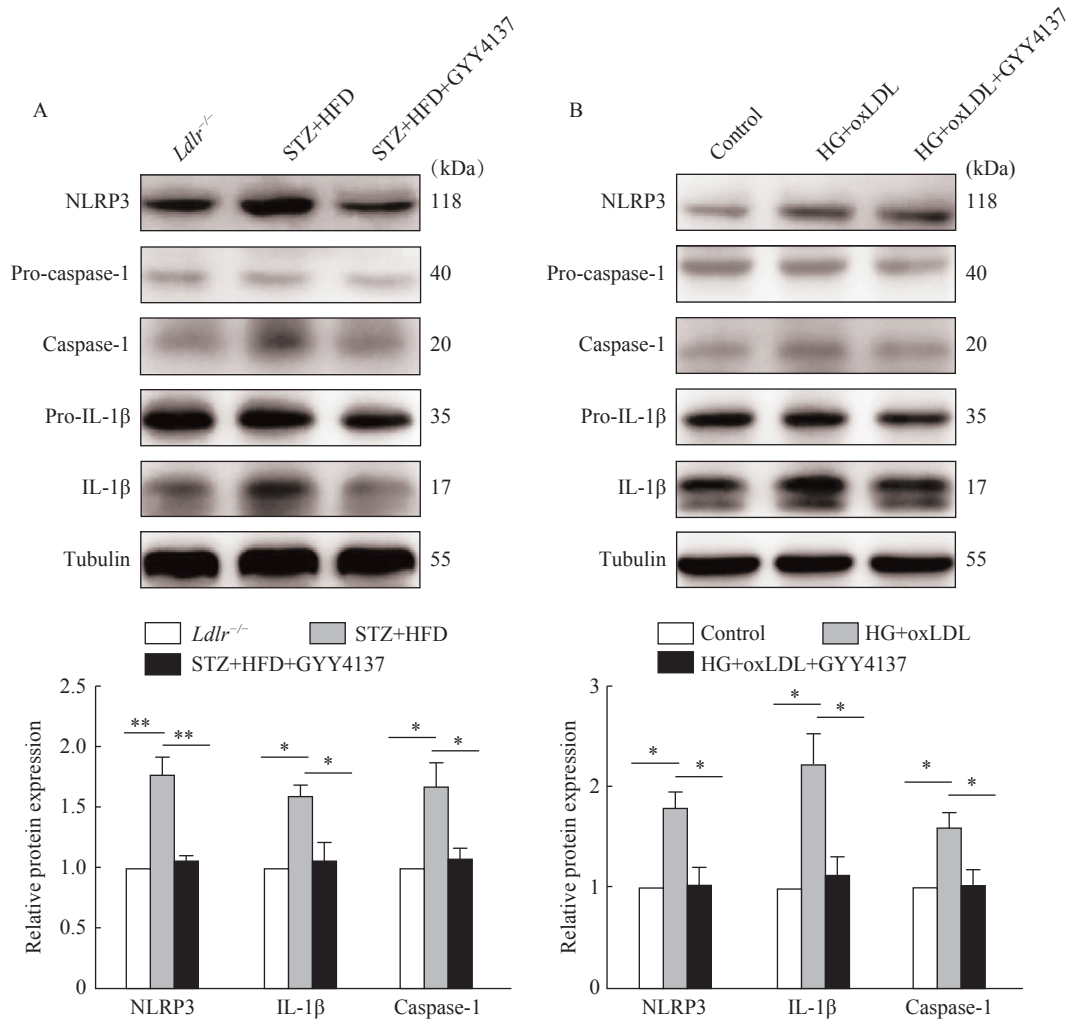 A
Ldlr−/−
STZ+HFD
STZ+HFD+GYY4137
(kDa)
NLRP3 118
Pro-caspase-1 40
Caspase-1 20
Pro-IL-1β 35
IL-1β 17
Tubulin 55
Ldlr−/− STZ+HFD
STZ+HFD+GYY4137
Relative protein expression
2.5
2.0
1.5
1.0
0.5
0
** ** * * * *
NLRP3 IL-1β Caspase-1
B
Control
HG+oxLDL
HG+oxLDL+GYY4137
(kDa)
NLRP3 118
Pro-caspase-1 40
Caspase-1 20
Pro-IL-1β 35
IL-1β 17
Tubulin 55
Control HG+oxLDL
HG+oxLDL+GYY4137
Relative protein expression
3
2
1
0
* * * * * *
NLRP3 IL-1β Caspase-1